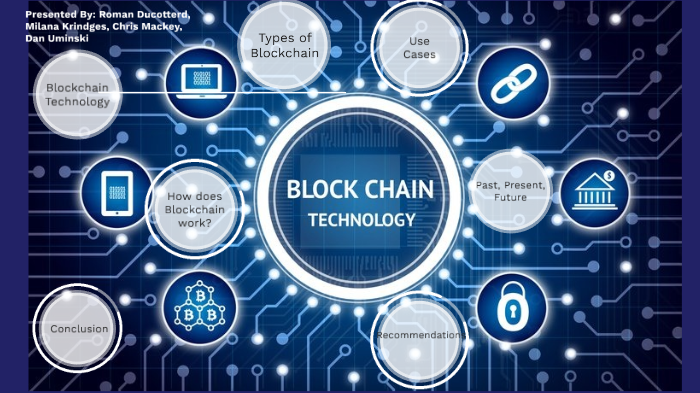 Presented By: Roman Ducotterd,
Milana Krindges, Chris Mackey,
Dan Uminski
Types of
Blockchain
Use
Cases
Blockchain
Technology
How does
Blockchain
work?
BLOCK CHAIN
TECHNOLOGY
Past, Present,
Future
Conclusion
Recommendations